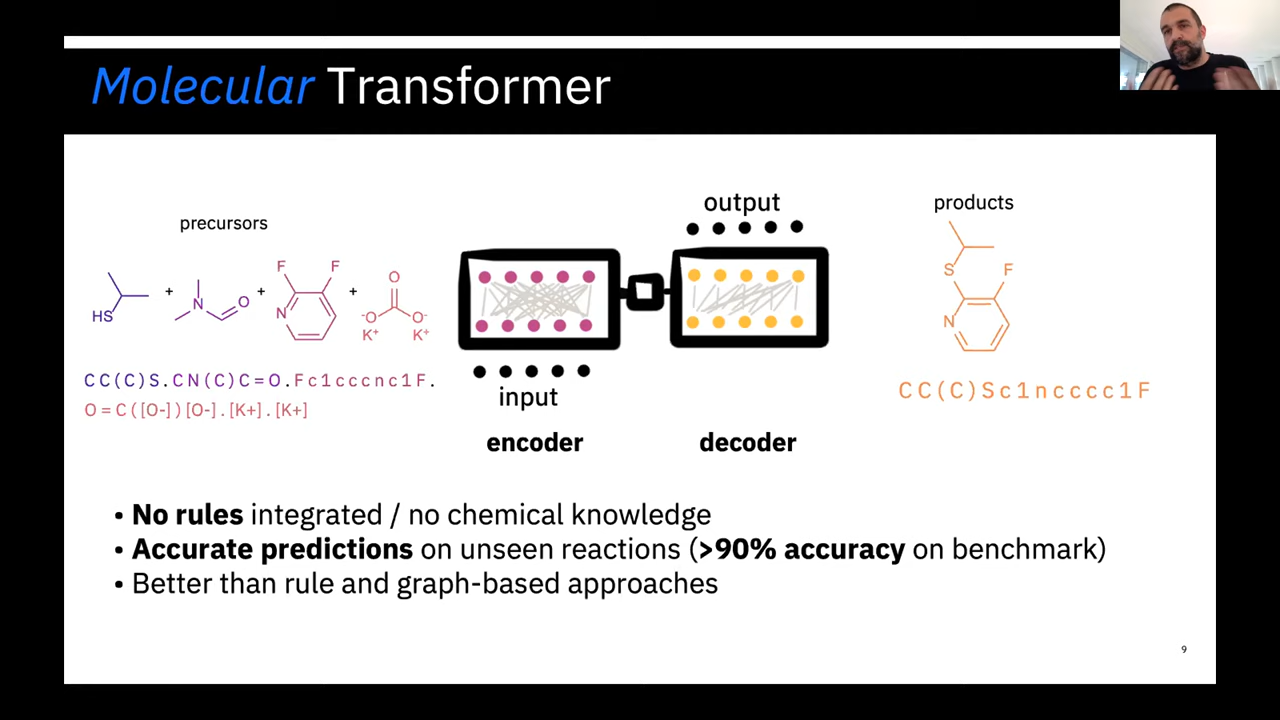 Molecular Transformer
precursors
HS
+
N
O
+
F
F
N
+
O
-O
O-
K+
K+
CC(C)S.CN(C)C=O.Fc1cccnc1F.
O=C([O-])[O-].[K+].[K+]
input
encoder
output
decoder
products
S
F
N
CC(C)Sc1ncccc1F
• No rules integrated / no chemical knowledge
• Accurate predictions on unseen reactions (>90% accuracy on benchmark)
• Better than rule and graph-based approaches
9